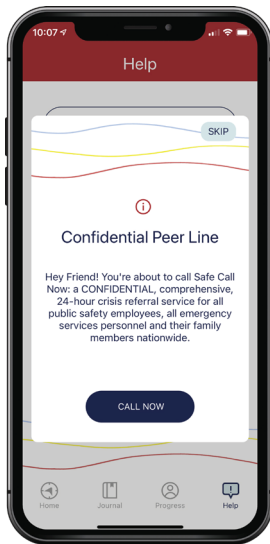 10:07
Help
SKIP
Confidential Peer Line
Hey Friend! You're about to call Safe Call
Now: a CONFIDENTIAL, comprehensive,
24-hour crisis referral service for all
public safety employees, all emergency
services personnel and their family
members nationwide.
CALL NOW
Home Journal Progress Help